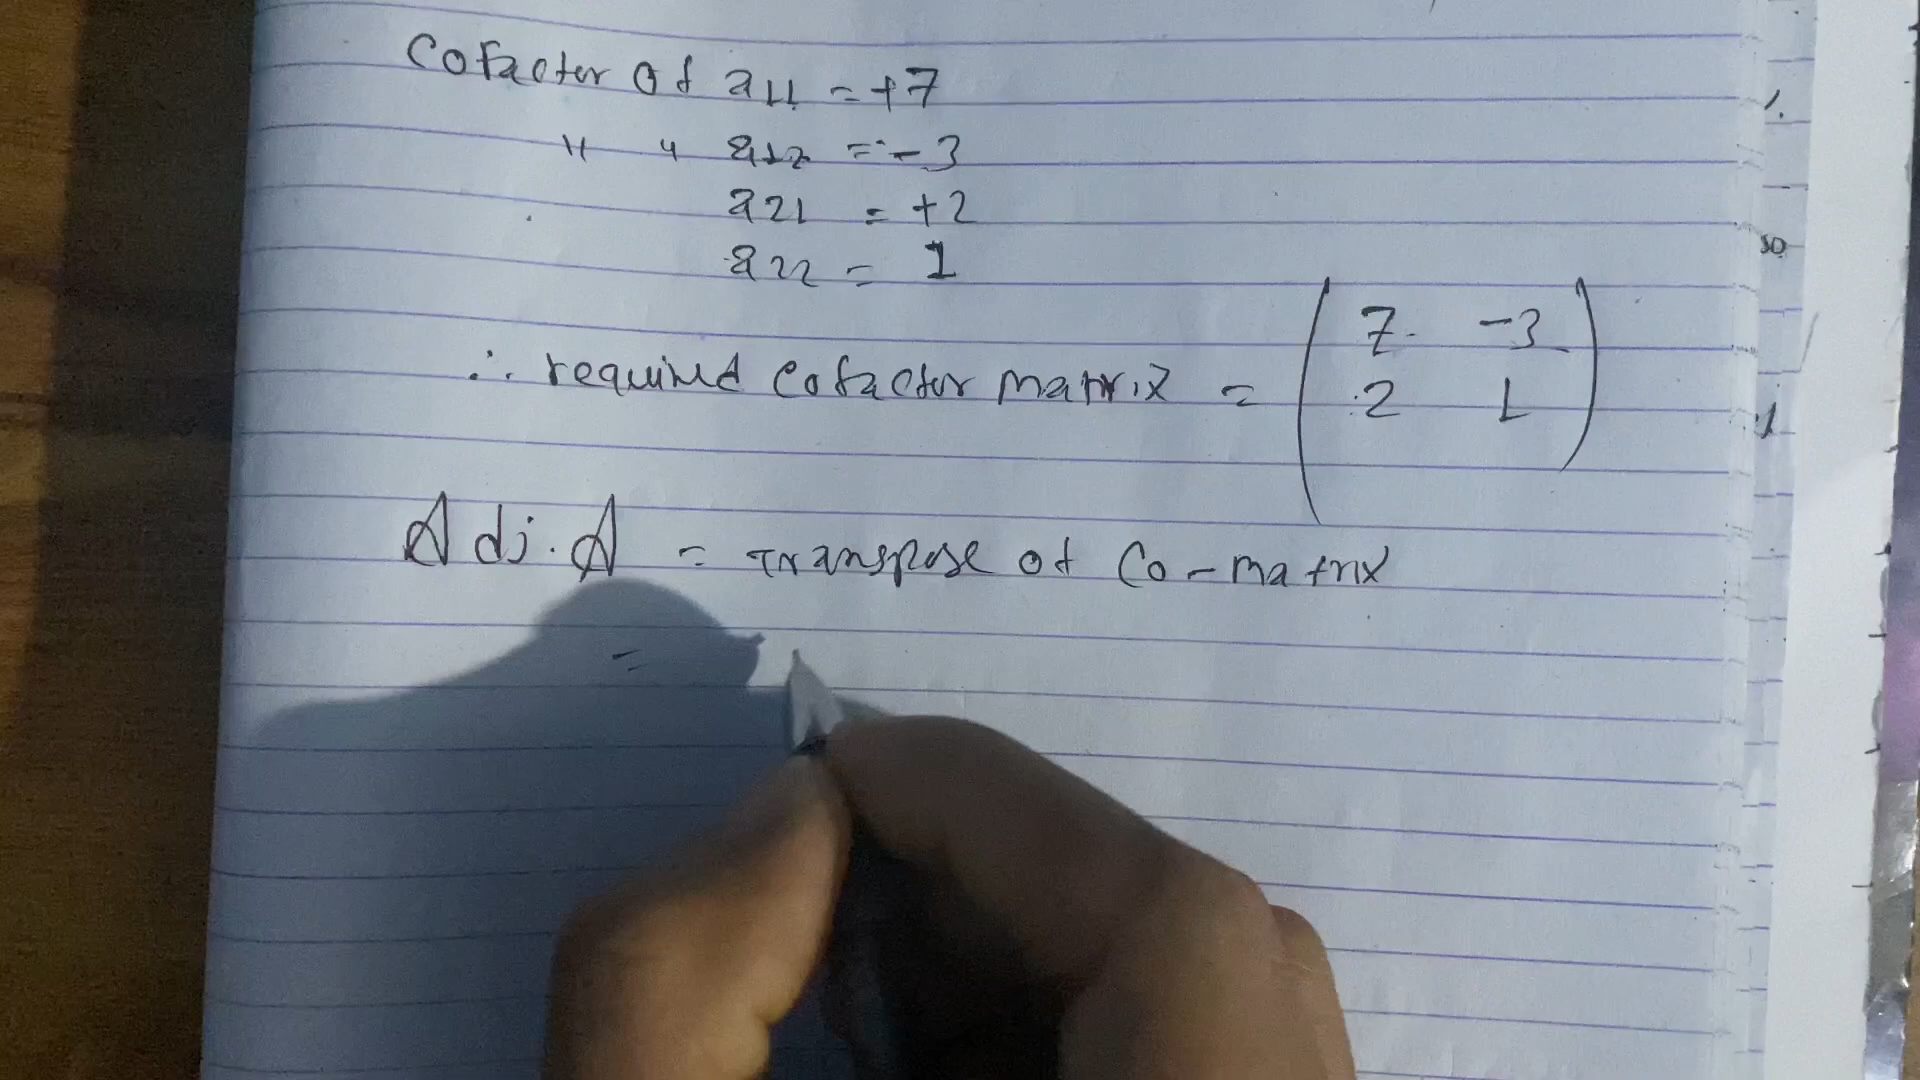 Cofactor of a11 = +7
" " a12 = -3
a21 = +2
a22 = 1
∴ required cofactor matrix = ( 7 -3
2 1 )
Adj. A = Transpose of Co-matrix
=